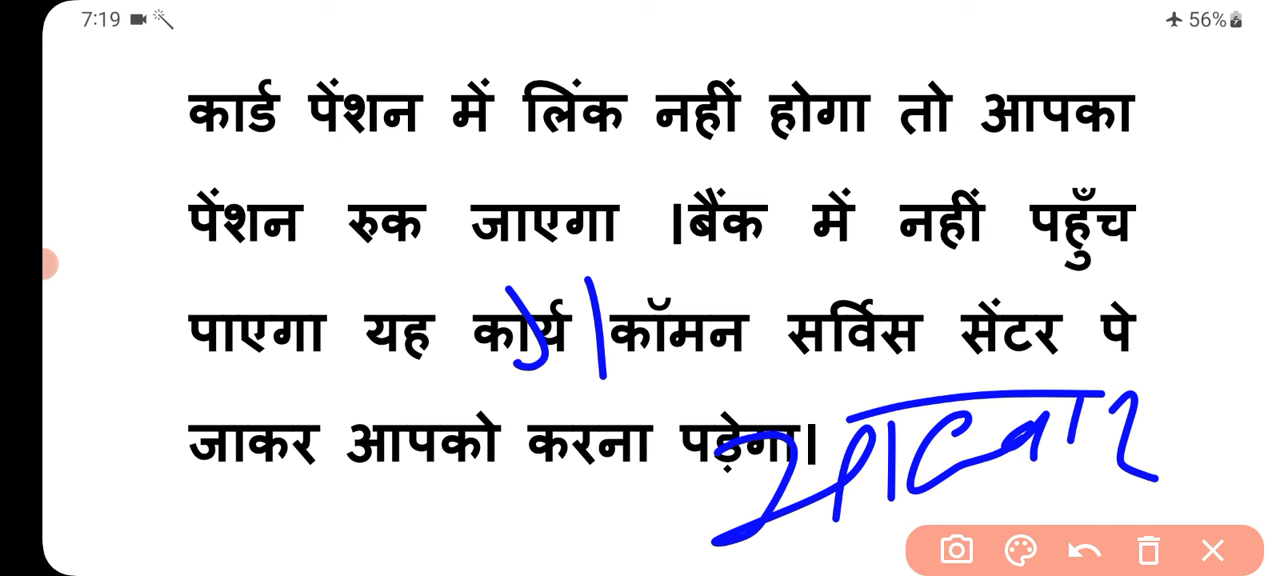 7:19 56%
कार्ड पेंशन में लिंक नहीं होगा तो आपका
पेंशन रुक जाएगा ।बैंक में नहीं पहुँच
पाएगा यह कार्य कॉमन सर्विस सेंटर पे
जाकर आपको करना पड़ेगा।